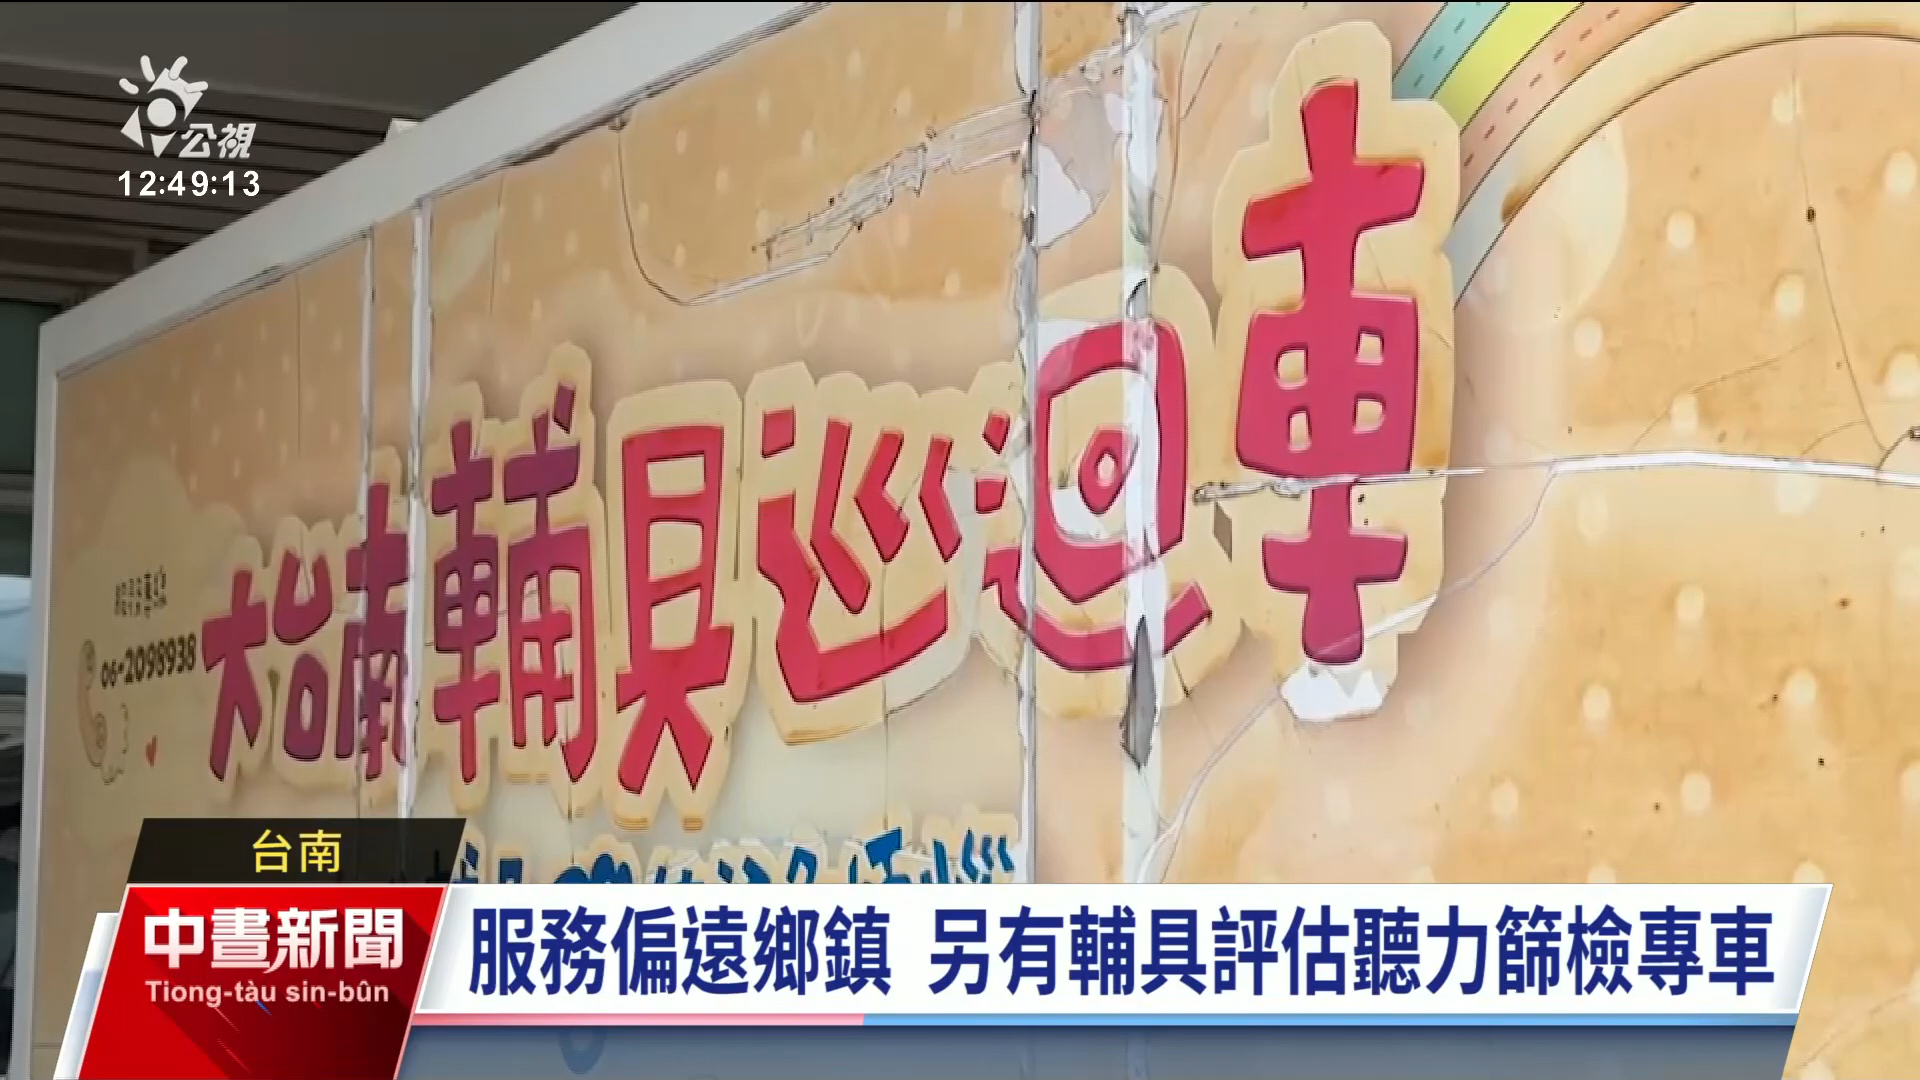 公視
12:49:13
大台南輔具巡迴車
06-2098938
台南
中晝新聞
Tiong-tàu sin-bûn
服務偏遠鄉鎮 另有輔具評估聽力篩檢專車